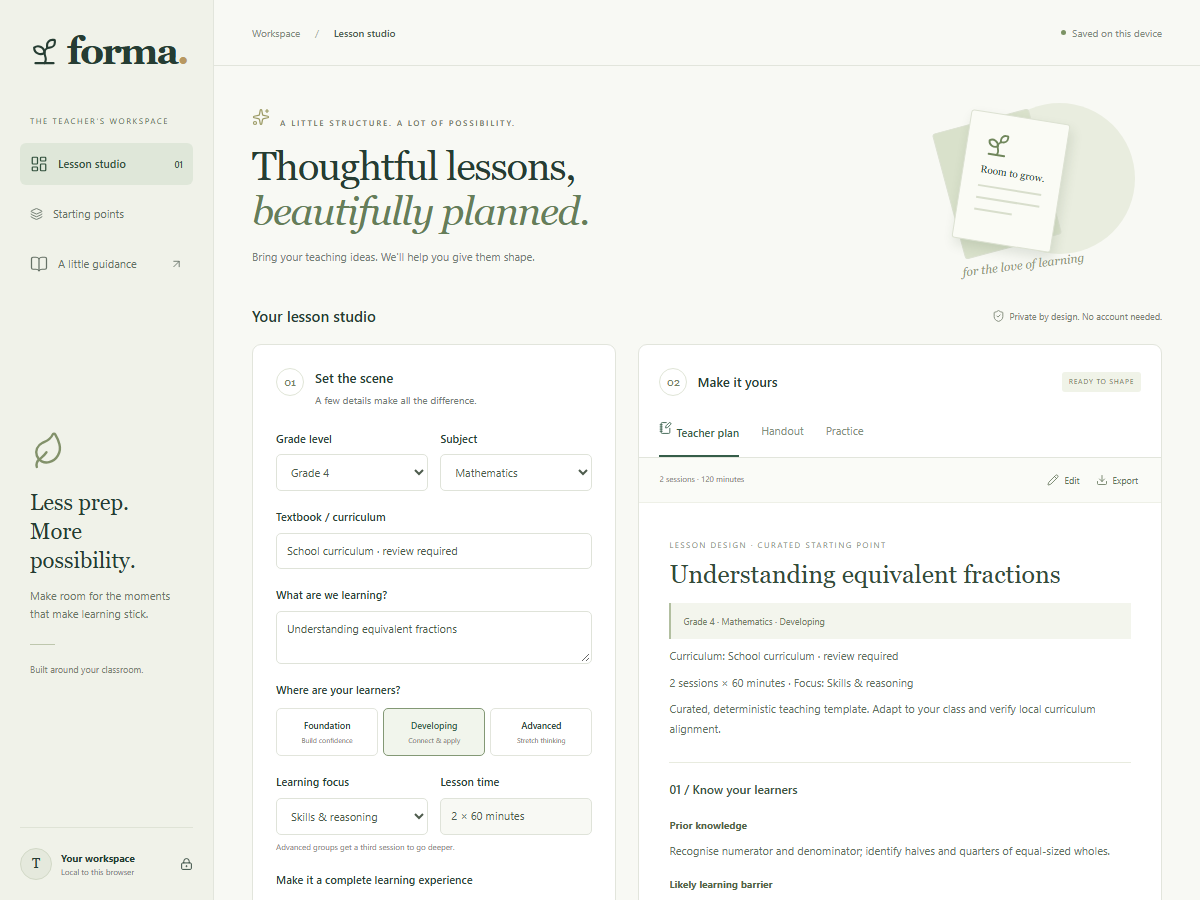 forma.
THE TEACHER'S WORKSPACE
Lesson studio 01
Starting points
A little guidance
Less prep.
More
possibility.
Make room for the moments
that make learning stick.
Built around your classroom.
T
Your workspace
Local to this browser
Workspace / Lesson studio
Saved on this device
A LITTLE STRUCTURE. A LOT OF POSSIBILITY.
Thoughtful lessons,
beautifully planned.
Bring your teaching ideas. We'll help you give them shape.
Room to grow.
for the love of learning
Your lesson studio
Private by design. No account needed.
01
Set the scene
A few details make all the difference.
Grade level
Subject
Grade 4
Mathematics
Textbook / curriculum
School curriculum · review required
What are we learning?
Understanding equivalent fractions
Where are your learners?
Foundation
Build confidence
Developing
Connect & apply
Advanced
Stretch thinking
Learning focus
Lesson time
Skills & reasoning
2 × 60 minutes
Advanced groups get a third session to go deeper.
Make it a complete learning experience
02
Make it yours
READY TO SHAPE
Teacher plan
Handout
Practice
2 sessions · 120 minutes
Edit
Export
LESSON DESIGN · CURATED STARTING POINT
Understanding equivalent fractions
Grade 4 · Mathematics · Developing
Curriculum: School curriculum · review required
2 sessions × 60 minutes · Focus: Skills & reasoning
Curated, deterministic teaching template. Adapt to your class and verify local curriculum
alignment.
01 / Know your learners
Prior knowledge
Recognise numerator and denominator; identify halves and quarters of equal-sized wholes.
Likely learning barrier